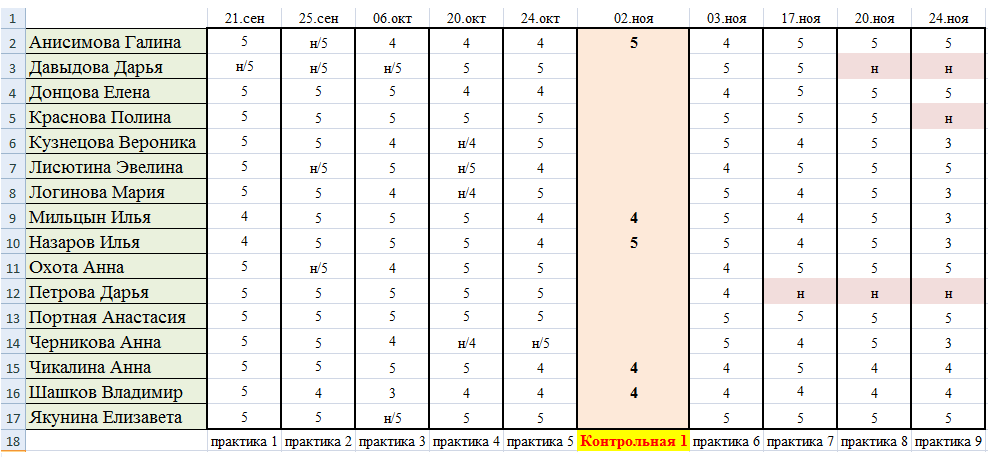 1 21.сен 25.сен 06.окт 20.окт 24.окт 02.ноя 03.ноя 17.ноя 20.ноя 24.ноя
2 Анисимова Галина 5 н/5 4 4 4 5 4 5 5 5
3 Давыдова Дарья н/5 н/5 н/5 5 5 5 5 н н
4 Донцова Елена 5 5 5 4 4 4 5 5 5
5 Краснова Полина 5 5 5 5 5 5 5 5 н
6 Кузнецова Вероника 5 5 4 н/4 5 5 4 5 3
7 Лисютина Эвелина 5 н/5 5 н/5 4 4 5 5 5
8 Логинова Мария 5 5 4 н/4 5 5 4 5 3
9 Мильцын Илья 4 5 5 5 4 4 5 4 5 3
10 Назаров Илья 4 5 5 5 4 5 5 4 5 3
11 Охота Анна 5 н/5 4 5 5 4 5 5 5
12 Петрова Дарья 5 5 5 5 5 4 н н н
13 Портная Анастасия 5 5 5 5 5 5 5 5 5
14 Черникова Анна 5 5 4 н/4 н/5 5 4 5 3
15 Чикалина Анна 5 5 5 5 4 4 4 5 4 4
16 Шашков Владимир 5 4 3 4 4 4 4 4 4 4
17 Якунина Елизавета 5 5 н/5 5 5 5 5 5 5
18 практика 1 практика 2 практика 3 практика 4 практика 5 Контрольная 1 практика 6 практика 7 практика 8 практика 9